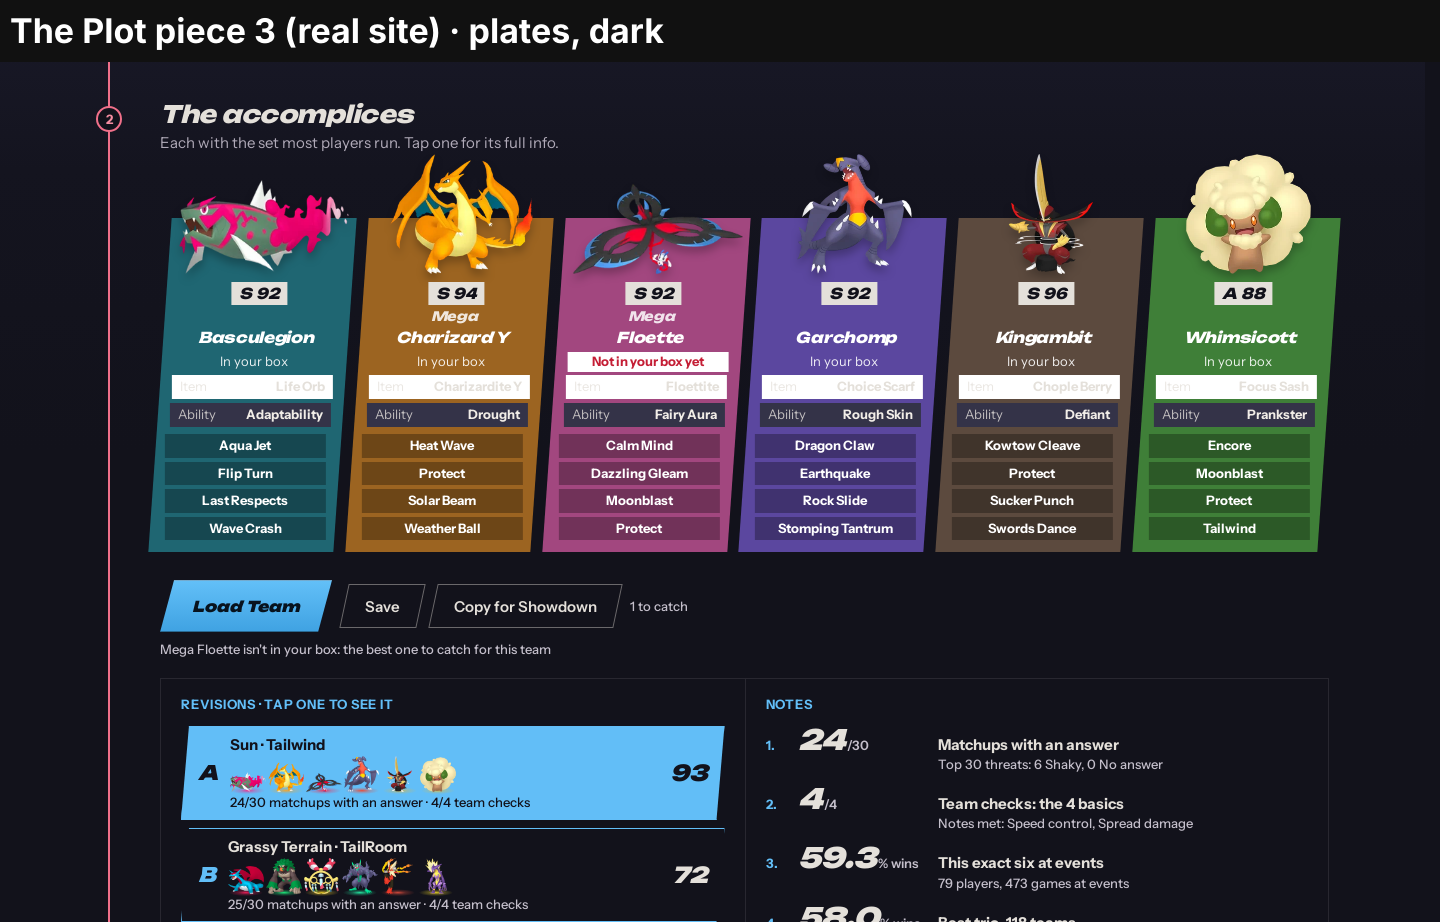 The Plot piece 3 (real site) · plates, dark
2
The accomplices
Each with the set most players run. Tap one for its full info.
S 92
Basculegion
In your box
Item Life Orb
Ability Adaptability
Aqua Jet
Flip Turn
Last Respects
Wave Crash
S 94
Mega
Charizard Y
In your box
Item Charizardite Y
Ability Drought
Heat Wave
Protect
Solar Beam
Weather Ball
S 92
Mega
Floette
Not in your box yet
Item Floettite
Ability Fairy Aura
Calm Mind
Dazzling Gleam
Moonblast
Protect
S 92
Garchomp
In your box
Item Choice Scarf
Ability Rough Skin
Dragon Claw
Earthquake
Rock Slide
Stomping Tantrum
S 96
Kingambit
In your box
Item Chople Berry
Ability Defiant
Kowtow Cleave
Protect
Sucker Punch
Swords Dance
A 88
Whimsicott
In your box
Item Focus Sash
Ability Prankster
Encore
Moonblast
Protect
Tailwind
Load Team
Save
Copy for Showdown
1 to catch
Mega Floette isn't in your box: the best one to catch for this team
REVISIONS · TAP ONE TO SEE IT
A
Sun · Tailwind
24/30 matchups with an answer · 4/4 team checks
93
B
Grassy Terrain · TailRoom
25/30 matchups with an answer · 4/4 team checks
72
NOTES
1. 24/30
Matchups with an answer
Top 30 threats: 6 Shaky, 0 No answer
2. 4/4
Team checks: the 4 basics
Notes met: Speed control, Spread damage
3. 59.3% wins
This exact six at events
79 players, 473 games at events
4. 58.0% wins
Best trio, 118 teams